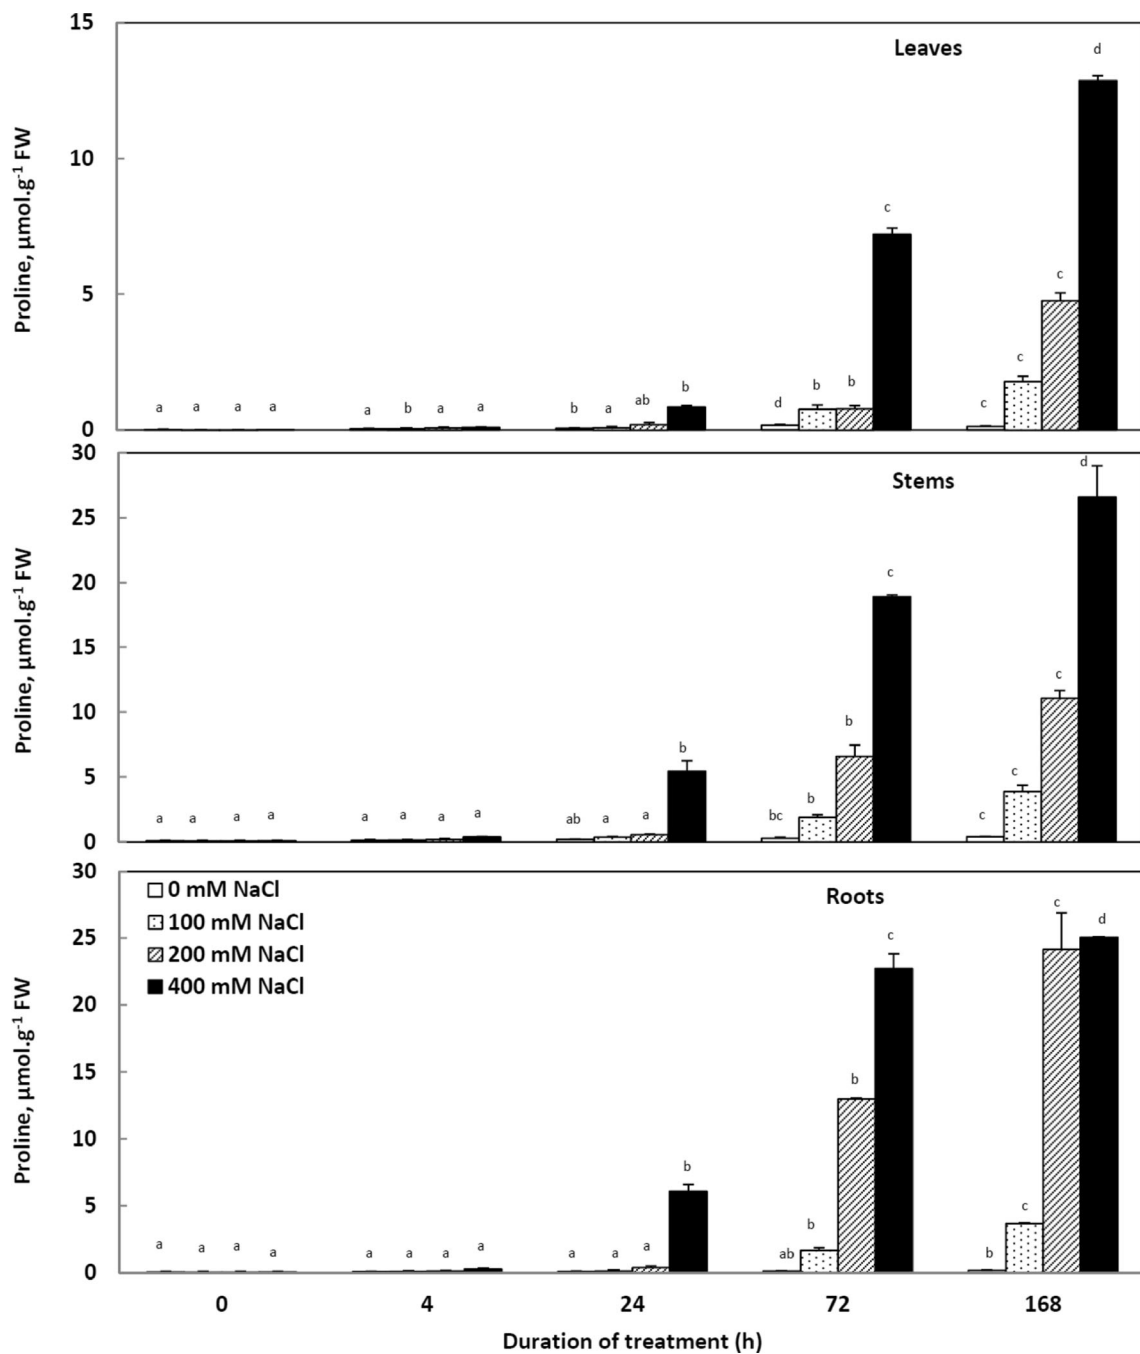 15
Leaves
d
10
Proline, µmol.g⁻¹ FW
c
5
c
c
a a a a a b a a b a ab b d b b c
0
30
Stems
d
25
20
c
15
Proline, µmol.g⁻¹ FW
10
c
b
5
b
c
a a a a a a a a ab a a bc b c
0
30
0 mM NaCl
Roots
100 mM NaCl
200 mM NaCl
400 mM NaCl
c d
25
c
20
15
Proline, µmol.g⁻¹ FW
b
10
b
5
c
a a a a a a a a a a a ab b b
0
0 4 24 72 168
Duration of treatment (h)